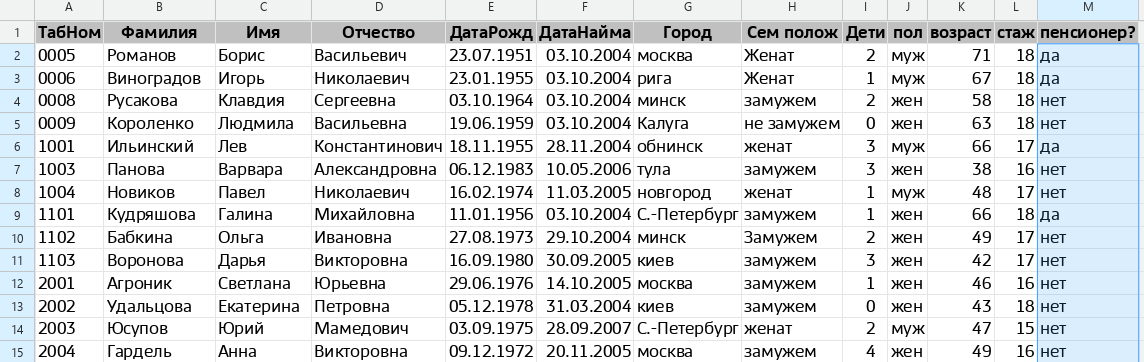 A B C D E F G H I J K L M
1 ТабНом Фамилия Имя Отчество ДатаРожд ДатаНайма Город Сем полож Дети пол возраст стаж пенсионер?
2 0005 Романов Борис Васильевич 23.07.1951 03.10.2004 москва Женат 2 муж 71 18 да
3 0006 Виноградов Игорь Николаевич 23.01.1955 03.10.2004 рига Женат 1 муж 67 18 да
4 0008 Русакова Клавдия Сергеевна 03.10.1964 03.10.2004 минск замужем 2 жен 58 18 нет
5 0009 Короленко Людмила Васильевна 19.06.1959 03.10.2004 Калуга не замужем 0 жен 63 18 нет
6 1001 Ильинский Лев Константинович 18.11.1955 28.11.2004 обнинск женат 3 муж 66 17 да
7 1003 Панова Варвара Александровна 06.12.1983 10.05.2006 тула замужем 3 жен 38 16 нет
8 1004 Новиков Павел Николаевич 16.02.1974 11.03.2005 новгород женат 1 муж 48 17 нет
9 1101 Кудряшова Галина Михайловна 11.01.1956 03.10.2004 С.-Петербург замужем 1 жен 66 18 да
10 1102 Бабкина Ольга Ивановна 27.08.1973 29.10.2004 минск Замужем 2 жен 49 17 нет
11 1103 Воронова Дарья Викторовна 16.09.1980 30.09.2005 киев замужем 3 жен 42 17 нет
12 2001 Агроник Светлана Юрьевна 29.06.1976 14.10.2005 москва замужем 1 жен 46 16 нет
13 2002 Удальцова Екатерина Петровна 05.12.1978 31.03.2004 киев замужем 0 жен 43 18 нет
14 2003 Юсупов Юрий Мамедович 03.09.1975 28.09.2007 С.-Петербург женат 2 муж 47 15 нет
15 2004 Гардель Анна Викторовна 09.12.1972 20.11.2005 москва замужем 4 жен 49 16 нет